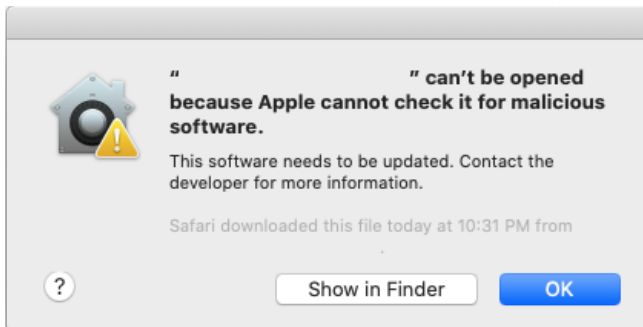 “ ” can’t be opened
because Apple cannot check it for malicious
software.
This software needs to be updated. Contact the
developer for more information.
Safari downloaded this file today at 10:31 PM from
.
?
Show in Finder
OK